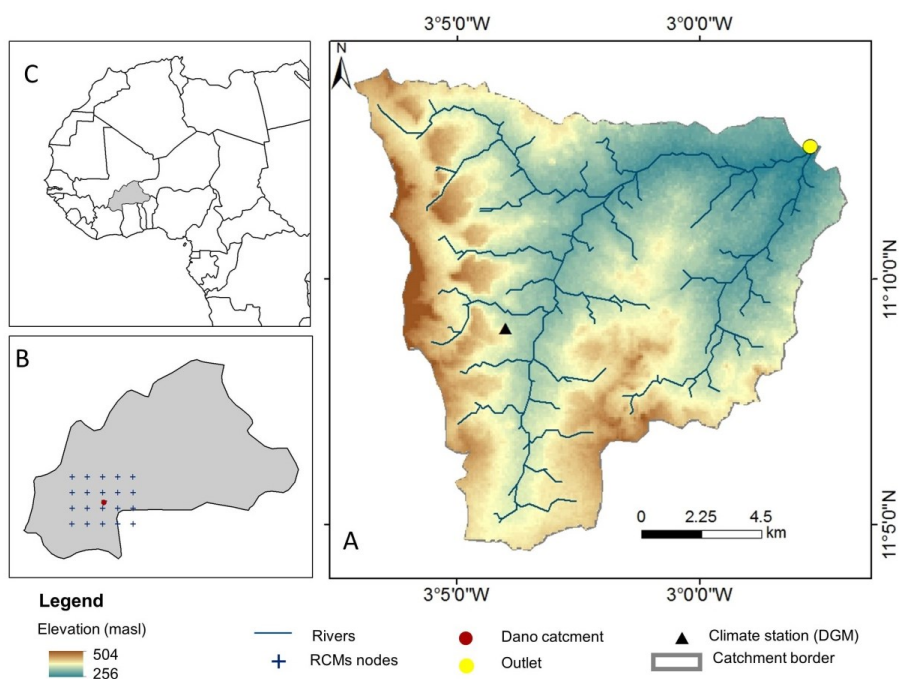 3°5'0"W 3°0'0"W
C
N
11°10'0"N
B
A
0 2.25 4.5
km
11°5'0"N
3°5'0"W 3°0'0"W
Legend
Elevation (masl)
504
256
Rivers
RCMs nodes
Dano catcment
Outlet
Climate station (DGM)
Catchment border